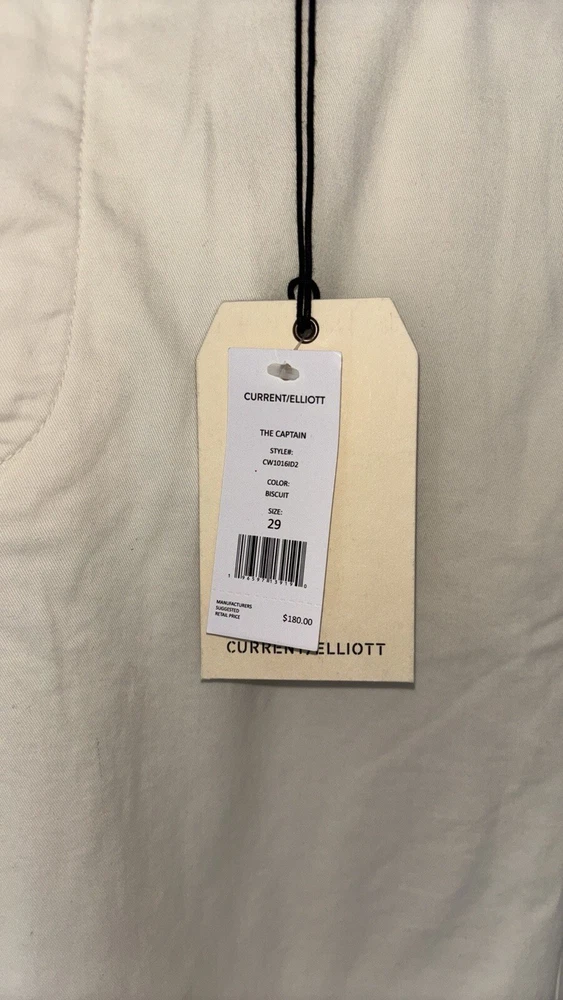 CURRENT/ELLIOTT
THE CAPTAIN
STYLE#:
CW1016ID2
COLOR:
BISCUIT
SIZE:
29
MANUFACTURERS
SUGGESTED
RETAIL PRICE
$180.00
CURRENT/ELLIOTT